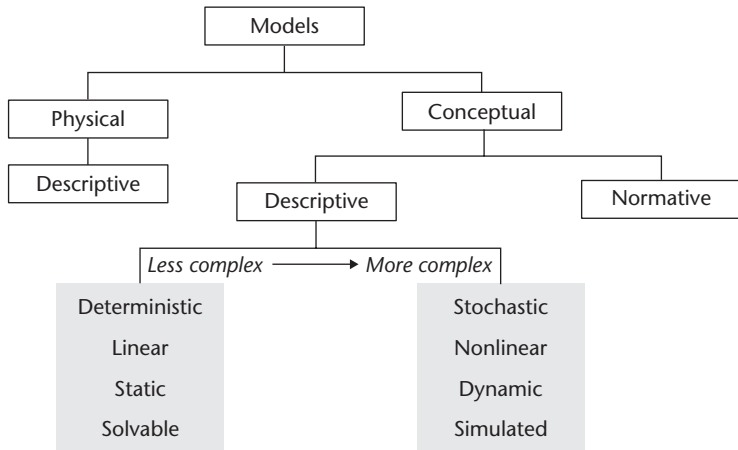 Models
Physical
Conceptual
Descriptive
Descriptive
Normative
Less complex More complex
Deterministic
Linear
Static
Solvable
Stochastic
Nonlinear
Dynamic
Simulated